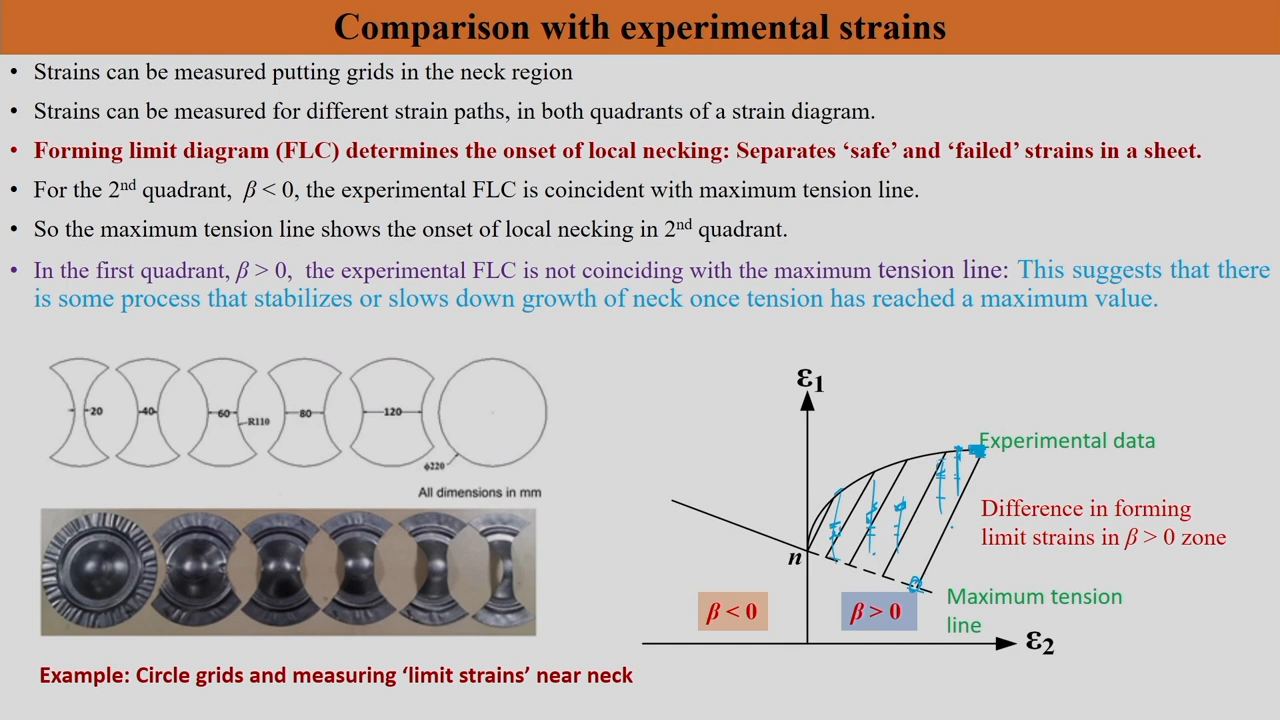 Comparison with experimental strains
• Strains can be measured putting grids in the neck region
• Strains can be measured for different strain paths, in both quadrants of a strain diagram.
• Forming limit diagram (FLC) determines the onset of local necking: Separates ‘safe’ and ‘failed’ strains in a sheet.
• For the 2nd quadrant, β < 0, the experimental FLC is coincident with maximum tension line.
• So the maximum tension line shows the onset of local necking in 2nd quadrant.
• In the first quadrant, β > 0, the experimental FLC is not coinciding with the maximum tension line: This suggests that there
is some process that stabilizes or slows down growth of neck once tension has reached a maximum value.
20
40
60
R110
80
120
ϕ220
All dimensions in mm
Example: Circle grids and measuring ‘limit strains’ near neck
ε1
Experimental data
Difference in forming
limit strains in β > 0 zone
n
β < 0
β > 0
Maximum tension
line
ε2